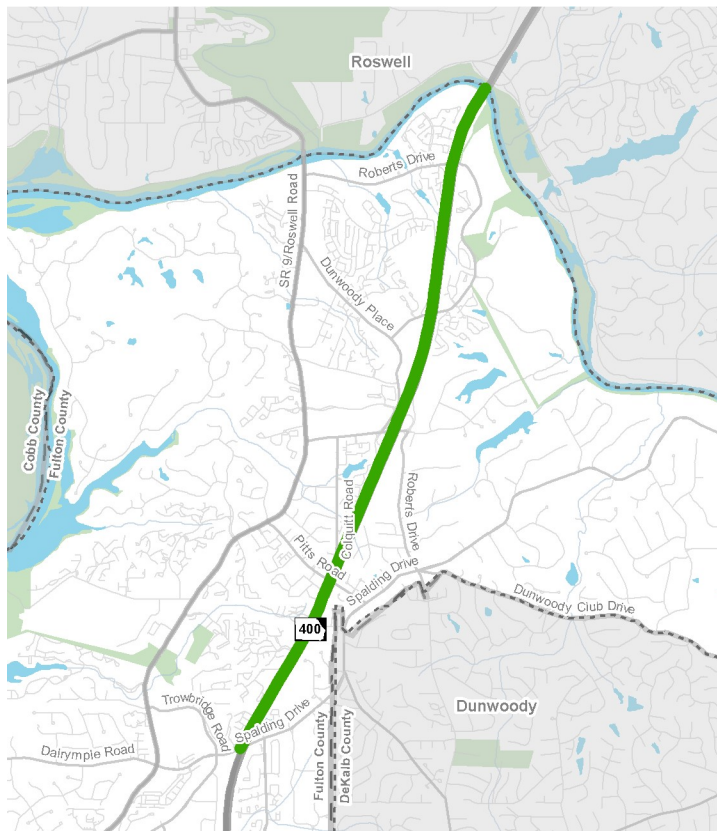 Roswell
Roberts Drive
SR 9/Roswell Road
Dunwoody Place
Cobb County
Fulton County
Colquitt Road
Roberts Drive
Pitts Road
Spalding Drive
Dunwoody Club Drive
400
Trowbridge Road
Spalding Drive
Dunwoody
Dalrymple Road
Fulton County
DeKalb County